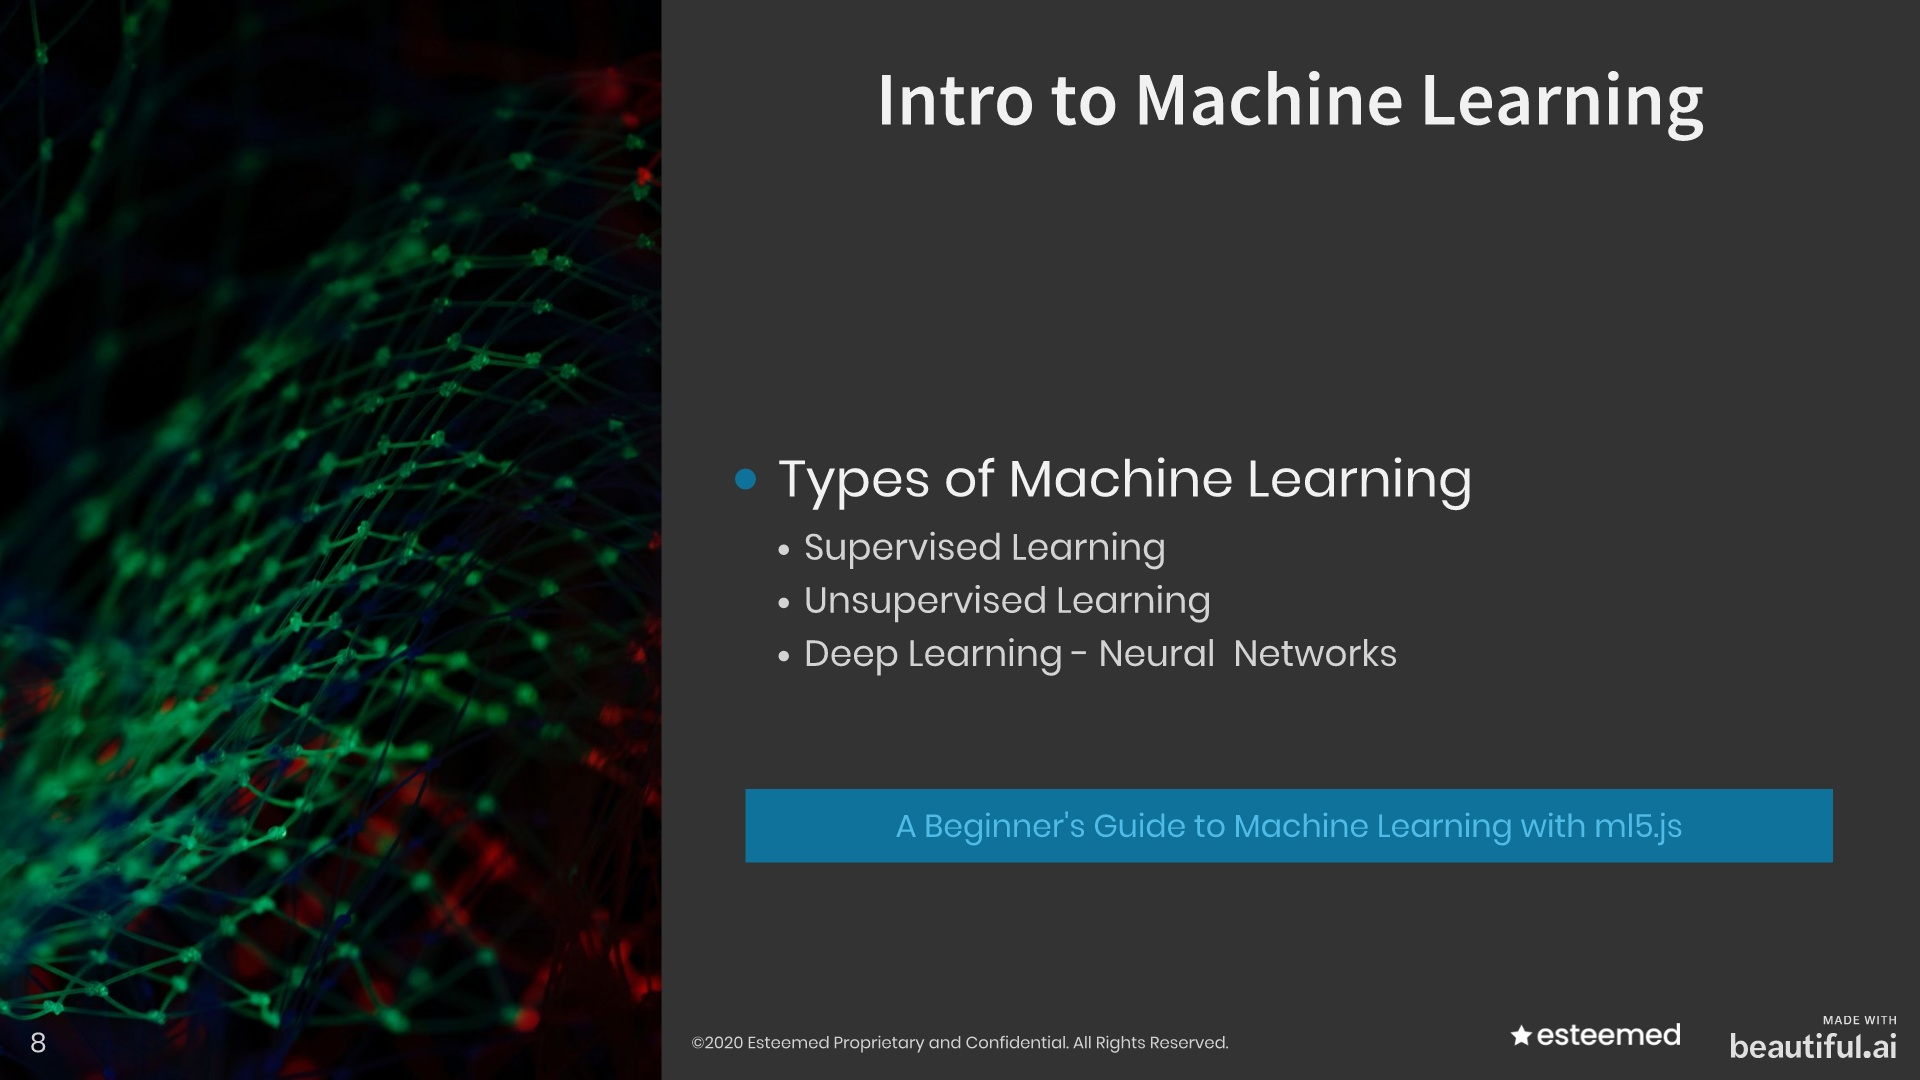 Intro to Machine Learning
Types of Machine Learning
Supervised Learning
Unsupervised Learning
Deep Learning - Neural  Networks
A Beginner's Guide to Machine Learning with ml5.js
8
©2020 Esteemed Proprietary and Confidential. All Rights Reserved.
esteemed
MADE WITH
beautiful.ai